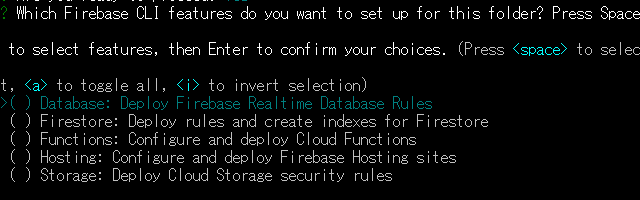 ? Which Firebase CLI features do you want to set up for this folder? Press Space
to select features, then Enter to confirm your choices. (Press <space> to selec
t, <a> to toggle all, <i> to invert selection)
>( ) Database: Deploy Firebase Realtime Database Rules
( ) Firestore: Deploy rules and create indexes for Firestore
( ) Functions: Configure and deploy Cloud Functions
( ) Hosting: Configure and deploy Firebase Hosting sites
( ) Storage: Deploy Cloud Storage security rules